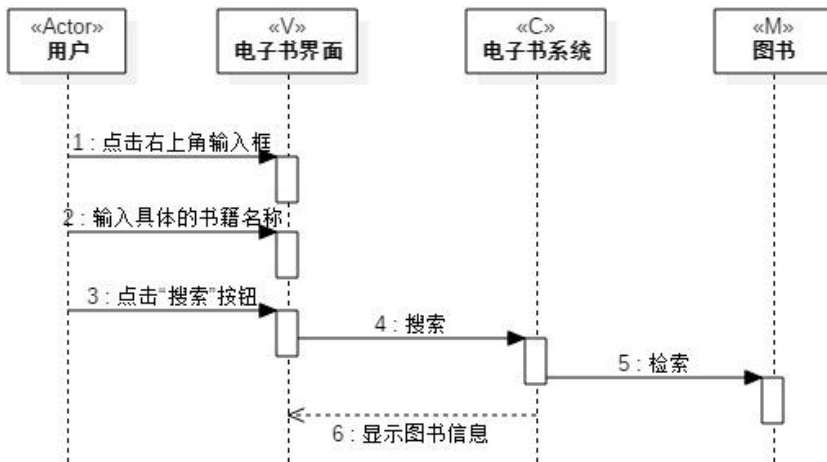 «Actor»
用户
«V»
电子书界面
«C»
电子书系统
«M»
图书
1 : 点击右上角输入框
2 : 输入具体的书籍名称
3 : 点击“搜索”按钮
4 : 搜索
5 : 检索
6 : 显示图书信息